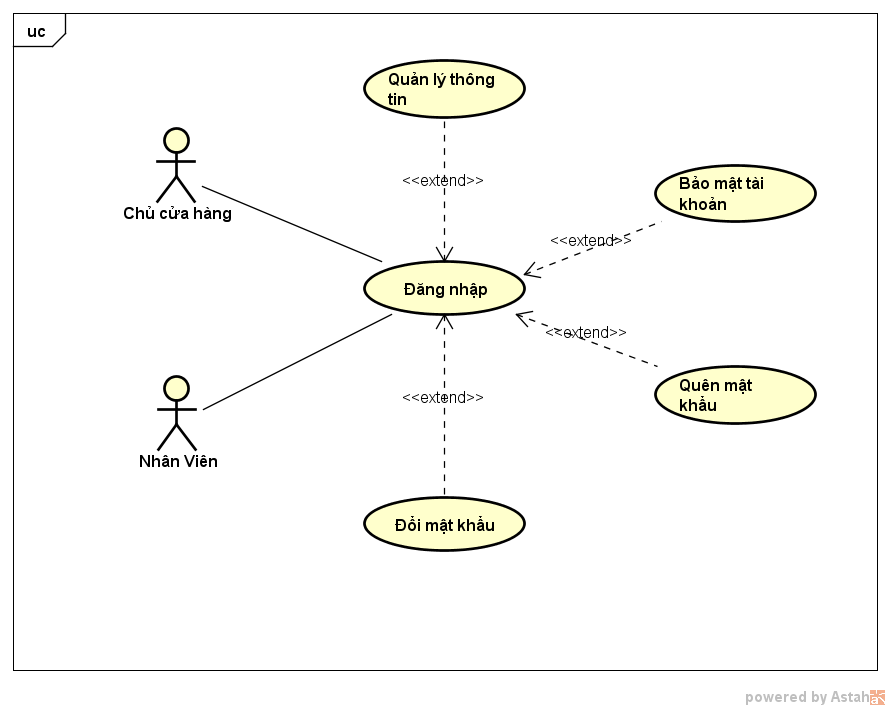 uc
Quản lý thông
tin
<<extend>>
Chủ cửa hàng
Bảo mật tài
khoản
<<extend>>
Đăng nhập
<<extend>>
Quên mật
khẩu
<<extend>>
Nhân Viên
Đổi mật khẩu
powered by Astah